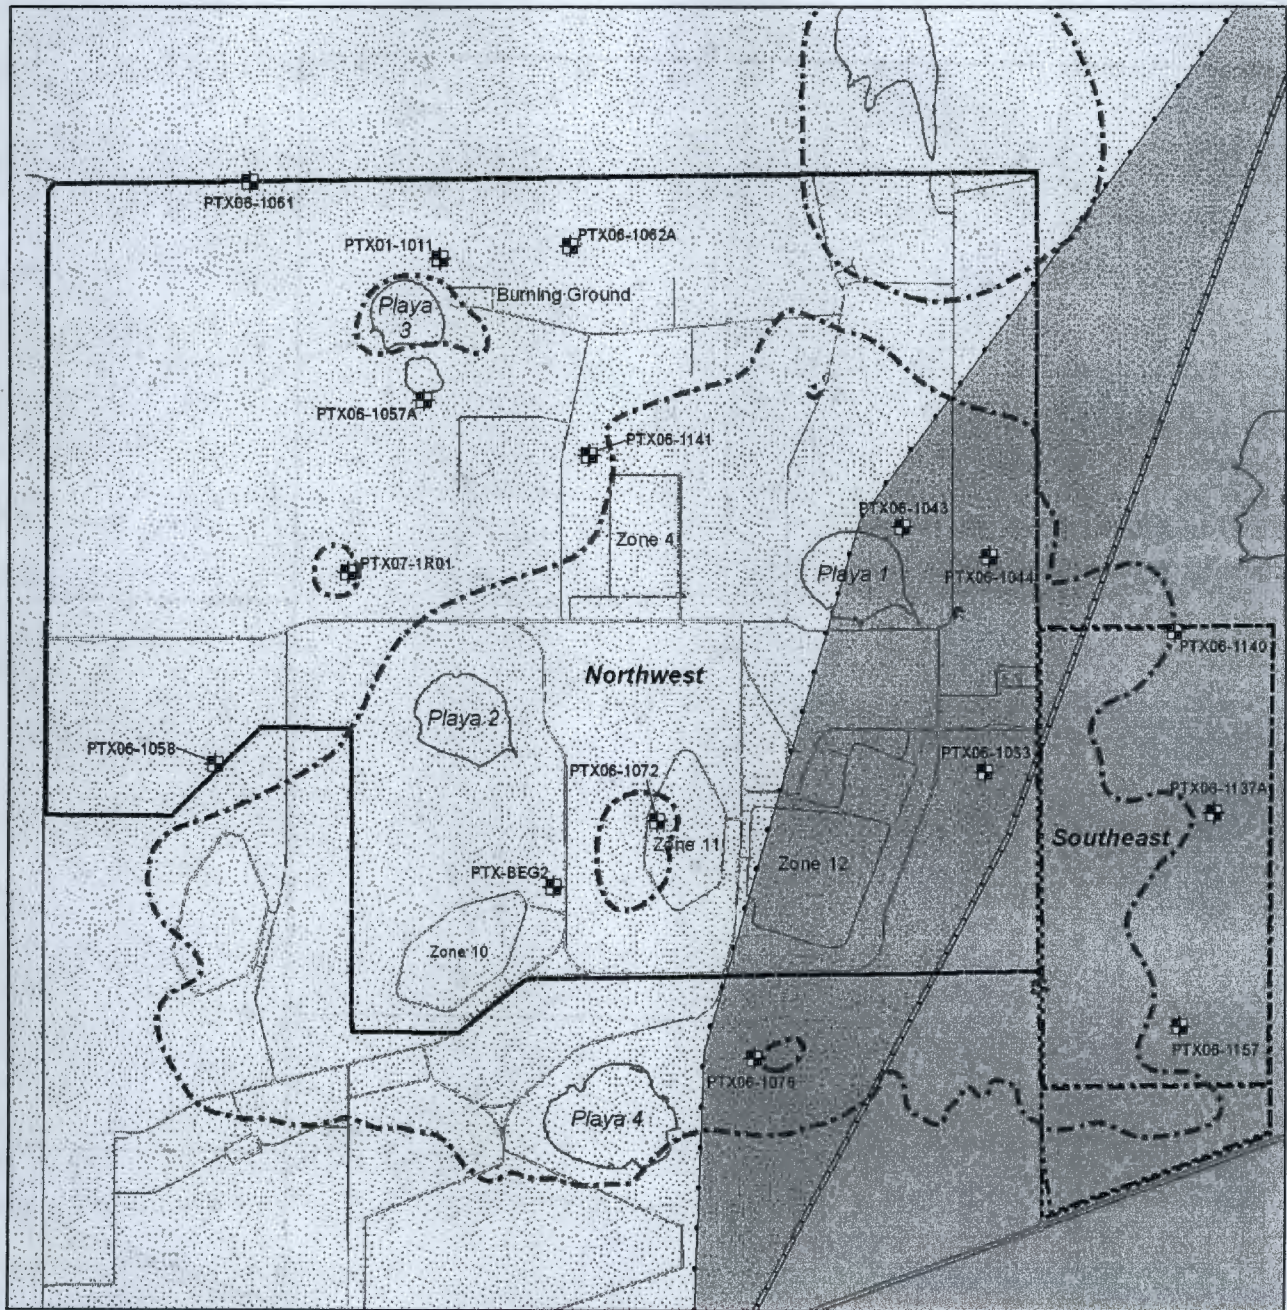 PTX06-1061
PTX01-1011
PTX06-1062A
Playa
3
Burning Ground
PTX06-1057A
PTX06-1141
PTX06-1043
Zone 4
PTX07-1R01
Playa 1
PTX06-1044
Northwest
PTX06-1140
Playa 2
PTX06-1058
PTX06-1072
PTX06-1053
PTX06-1137A
Zone 11
Southeast
Zone 12
PTX-BEG2
Zone 10
PTX06-1157
PTX06-1076
Playa 4